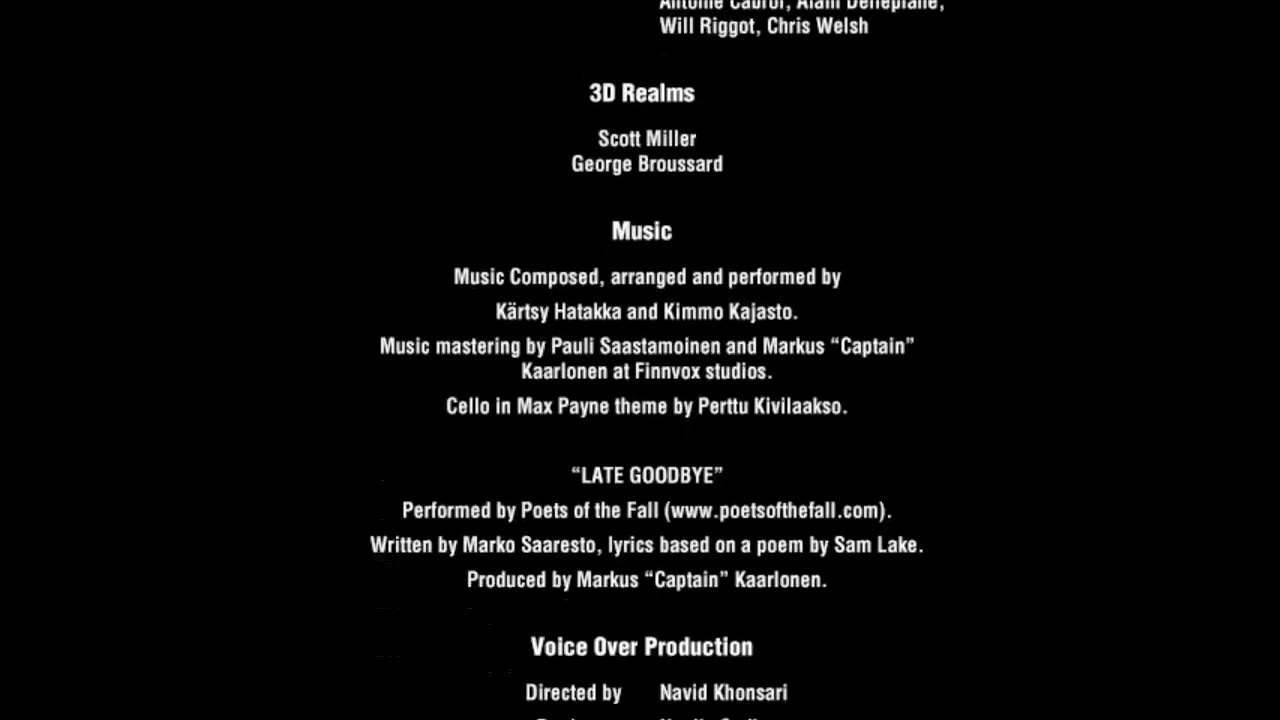 Antoine Cabrol, Alain
Will Riggot, Chris Welsh
3D Realms
Scott Miller
George Broussard
Music
Music Composed, arranged and performed by
Kärtsy Hatakka and Kimmo Kajasto.
Music mastering by Pauli Saastamoinen and Markus “Captain”
Kaarlonen at Finnvox studios.
Cello in Max Payne theme by Perttu Kivilaakso.
“LATE GOODBYE”
Performed by Poets of the Fall (www.poetsofthefall.com).
Written by Marko Saaresto, lyrics based on a poem by Sam Lake.
Produced by Markus “Captain” Kaarlonen.
Voice Over Production
Directed by Navid Khonsari